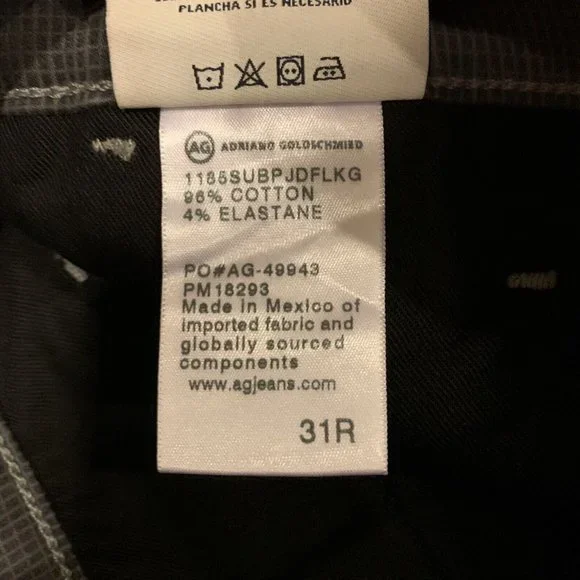 PLANCHA SI ES NECESARIO
AG ADRIANO GOLDSCHMIED
1185SUBPJDFLKG
96% COTTON
4% ELASTANE
PO#AG-49943
PM18293
Made in Mexico of
imported fabric and
globally sourced
components
www.agjeans.com
31R